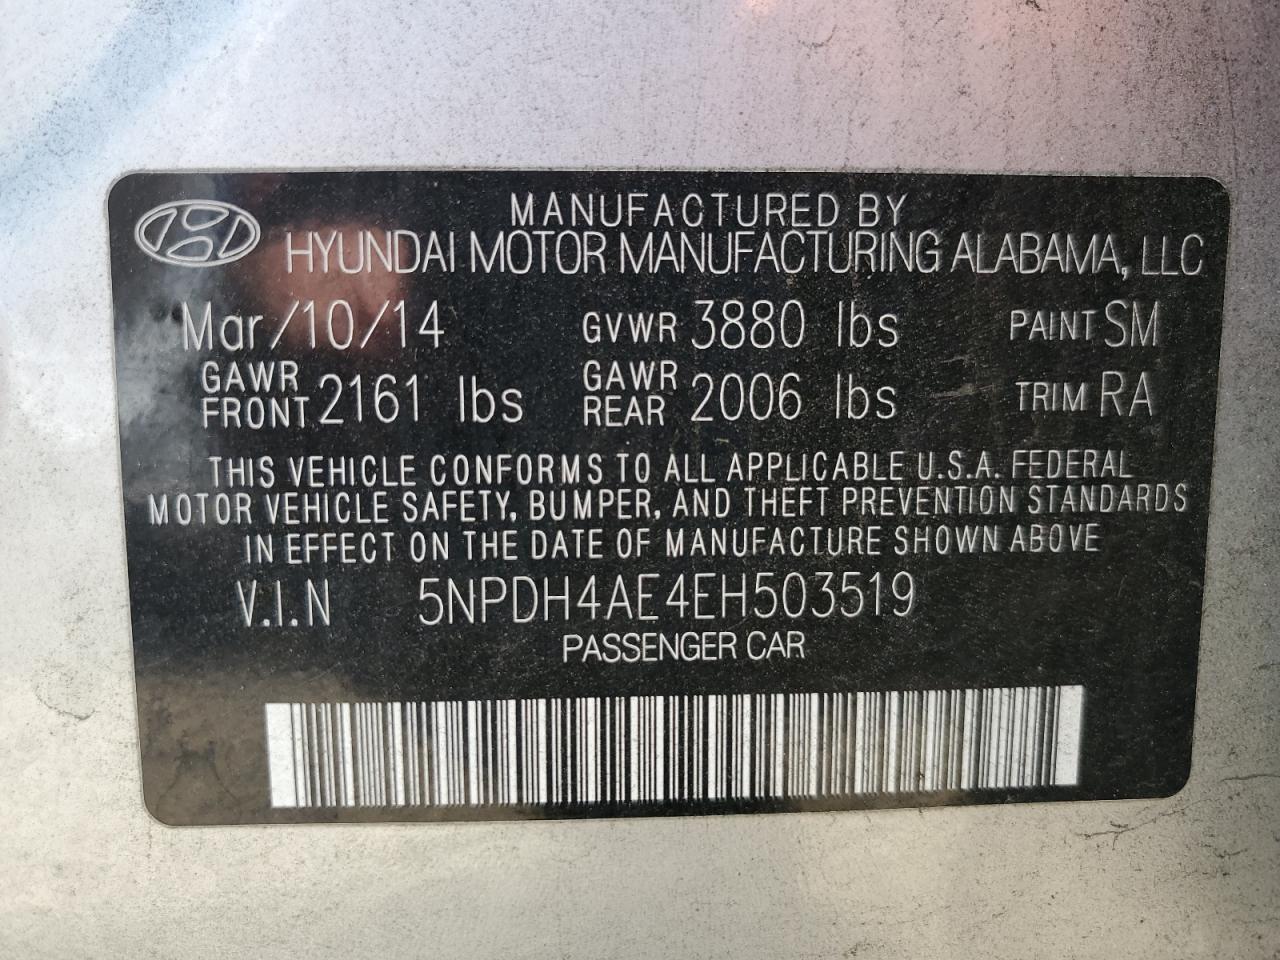 MANUFACTURED BY
HYUNDAI MOTOR MANUFACTURING ALABAMA, LLC
Mar/10/14 GVWR 3880 lbs PAINT SM
GAWR FRONT 2161 lbs GAWR REAR 2006 lbs TRIM RA
THIS VEHICLE CONFORMS TO ALL APPLICABLE U.S.A. FEDERAL
MOTOR VEHICLE SAFETY, BUMPER, AND THEFT PREVENTION STANDARDS
IN EFFECT ON THE DATE OF MANUFACTURE SHOWN ABOVE
V.I.N 5NPDH4AE4EH503519
PASSENGER CAR